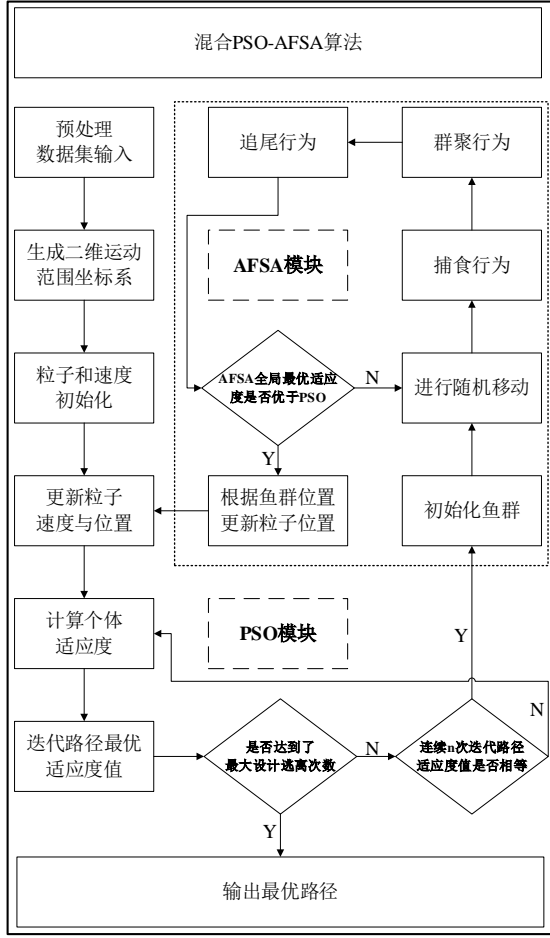 混合PSO-AFSA算法
预处理
数据集输入
追尾行为
群聚行为
生成二维运动
范围坐标系
AFSA模块
捕食行为
粒子和速度
初始化
AFSA全局最优适应
度是否优于PSO
N
进行随机移动
Y
更新粒子
速度与位置
根据鱼群位置
更新粒子位置
初始化鱼群
计算个体
适应度
PSO模块
Y
N
迭代路径最优
适应度值
是否达到了
最大设计逃离次数
N
连续n次迭代路径
适应度值是否相等
Y
输出最优路径